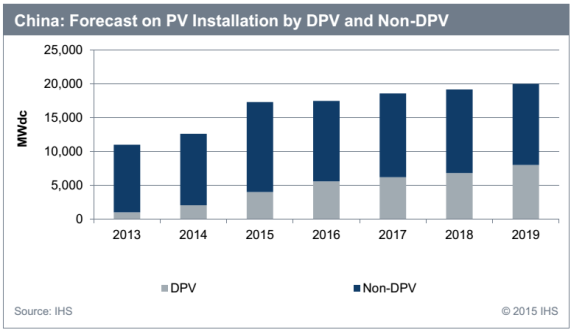 China: Forecast on PV Installation by DPV and Non-DPV
25,000
20,000
15,000
10,000
5,000
0
MWdc
2013 2014 2015 2016 2017 2018 2019
DPV Non-DPV
Source: IHS © 2015 IHS